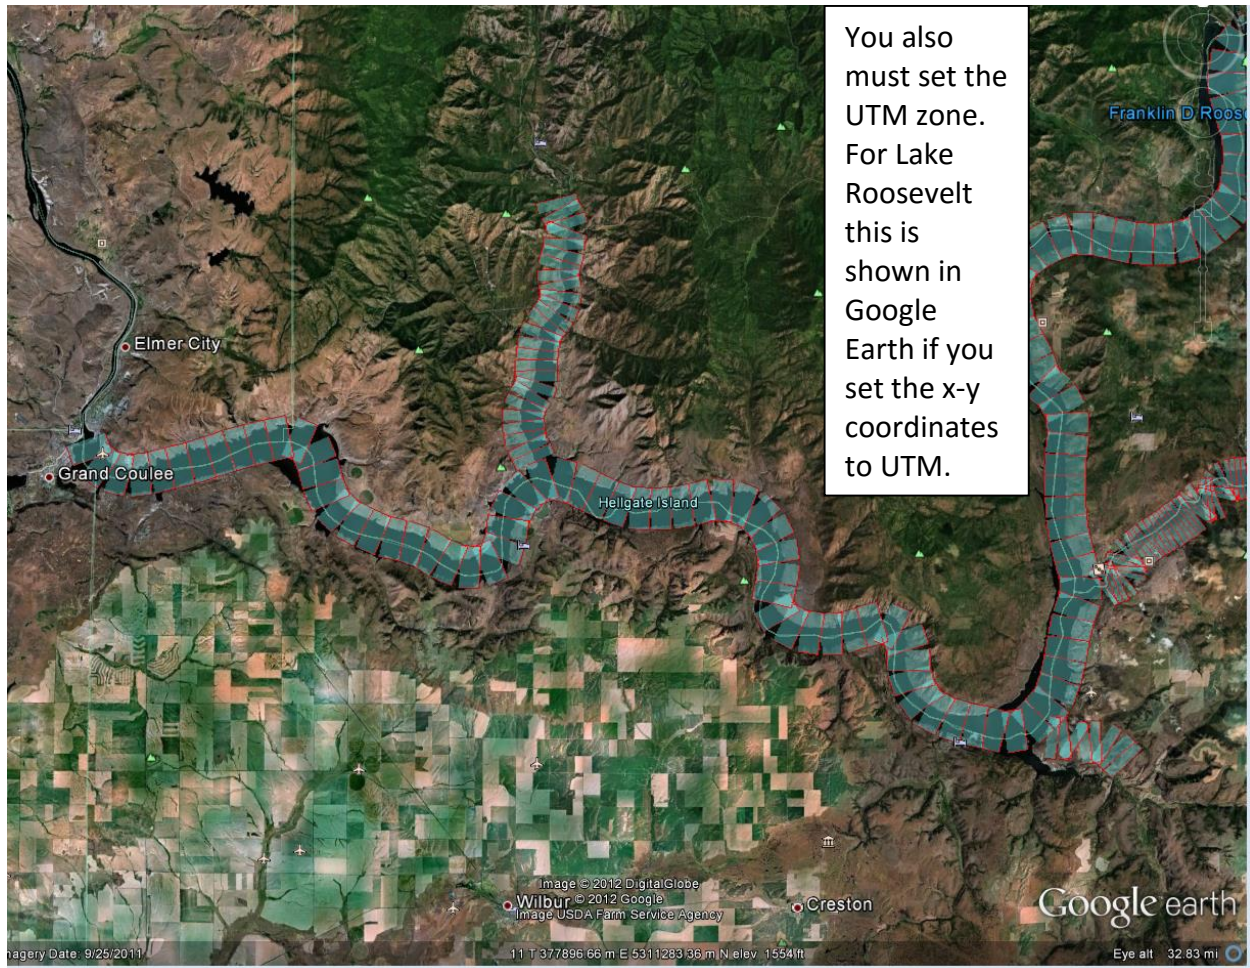 You also
must set the
UTM zone.
For Lake
Roosevelt
this is
shown in
Google
Earth if you
set the x-y
coordinates
to UTM.
Franklin D Roos
Elmer City
Grand Coulee
Hellgate Island
Image © 2012 DigitalGlobe
Wilbur © 2012 Google
Image USDA Farm Service Agency
Creston
Google earth
magery Date: 9/25/2011
11 T 377896.66 m E 5311283.36 m N elev 1554 ft
Eye alt 32.83 mi